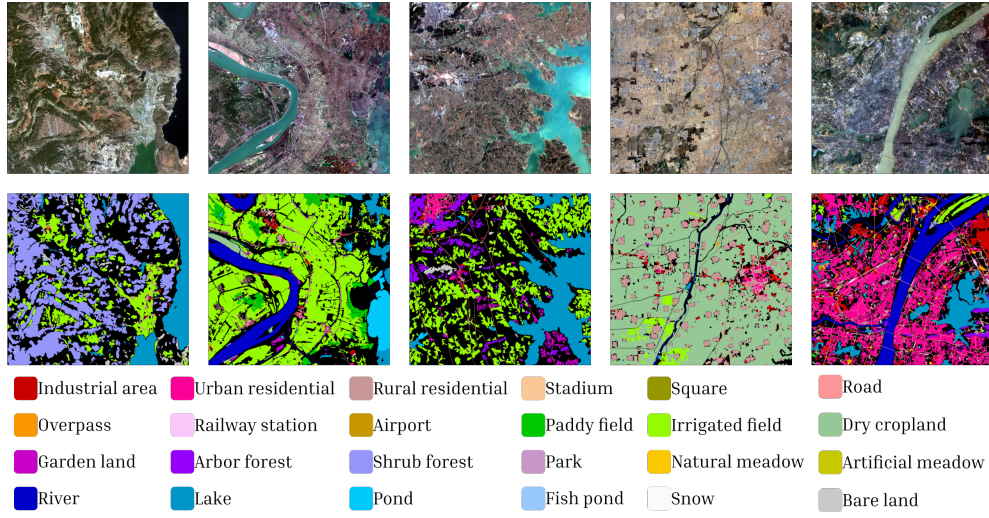 Industrial area Urban residential Rural residential Stadium Square Road
Overpass Railway station Airport Paddy field Irrigated field Dry cropland
Garden land Arbor forest Shrub forest Park Natural meadow Artificial meadow
River Lake Pond Fish pond Snow Bare land